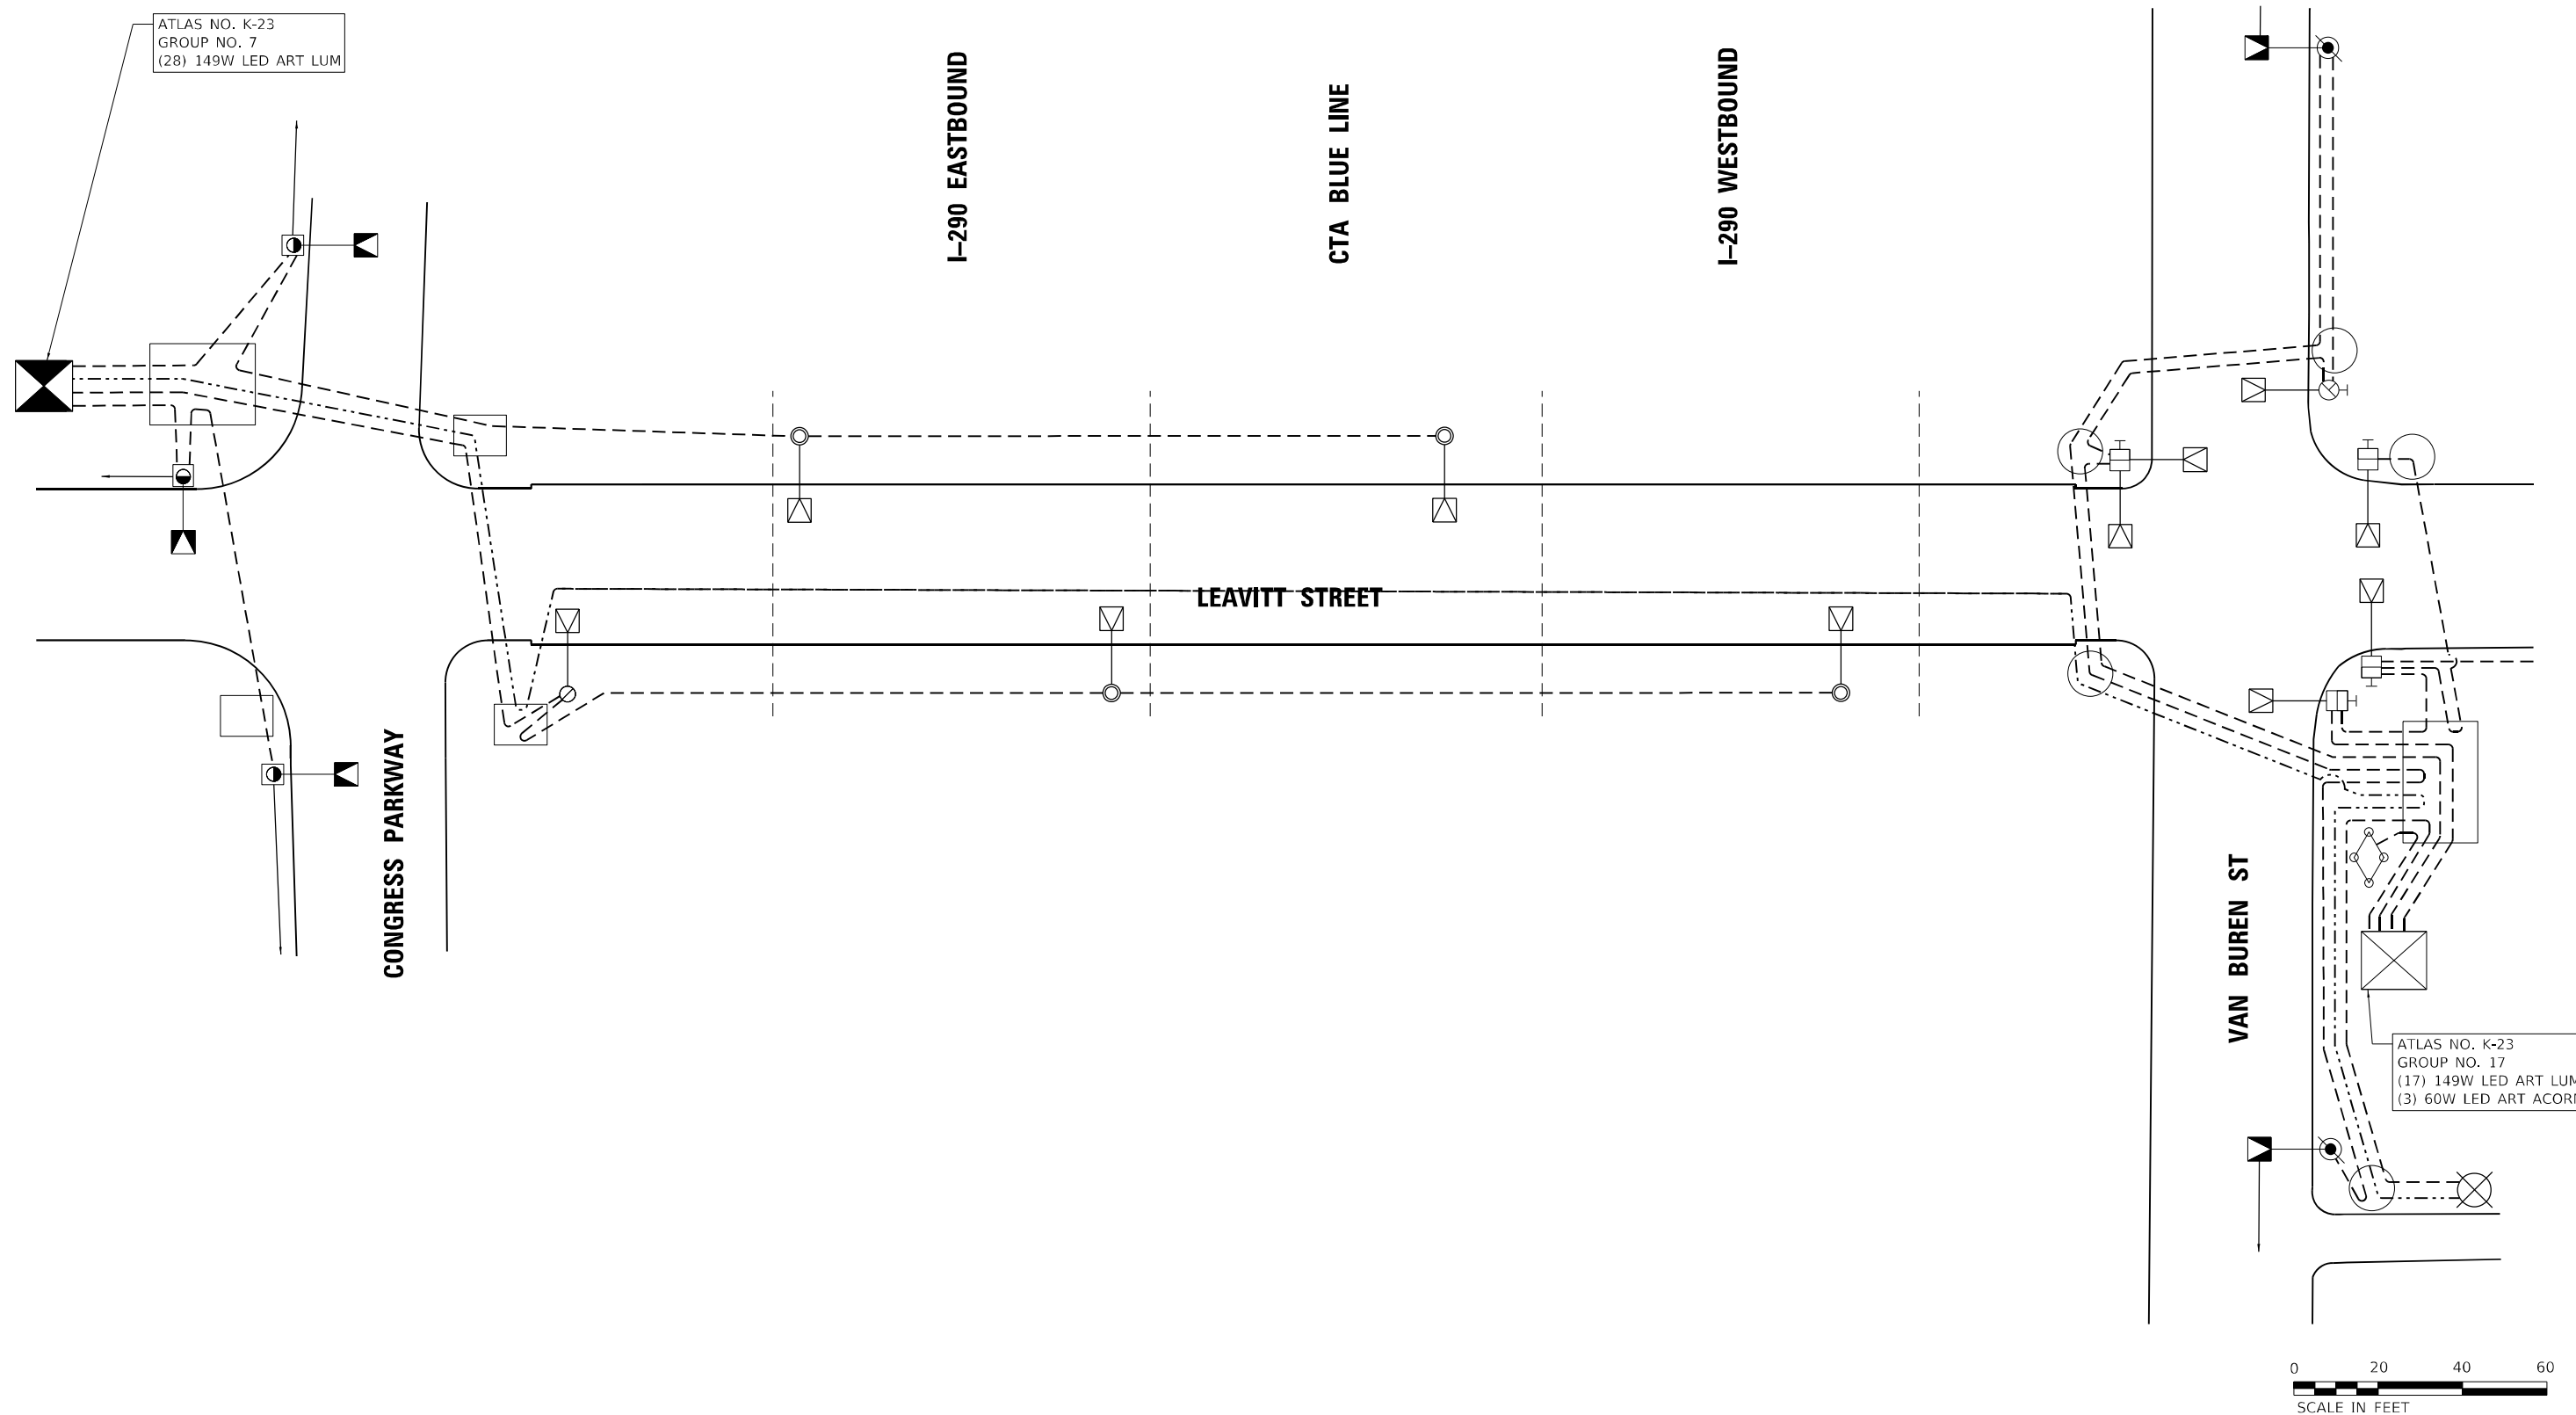 ATLAS NO. K-23
GROUP NO. 7
(28) 149W LED ART LUM
I-290 EASTBOUND
CTA BLUE LINE
I-290 WESTBOUND
LEAVITT STREET
CONGRESS PARKWAY
VAN BUREN ST
ATLAS NO. K-23
GROUP NO. 17
(17) 149W LED ART LUM
(3) 60W LED ART ACORN
0 20 40 60
SCALE IN FEET